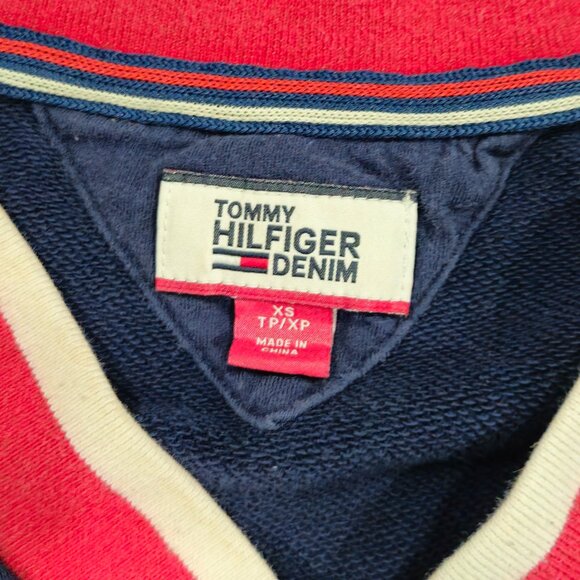 TOMMY
HILFIGER
DENIM
XS
TP/XP
MADE IN
CHINA